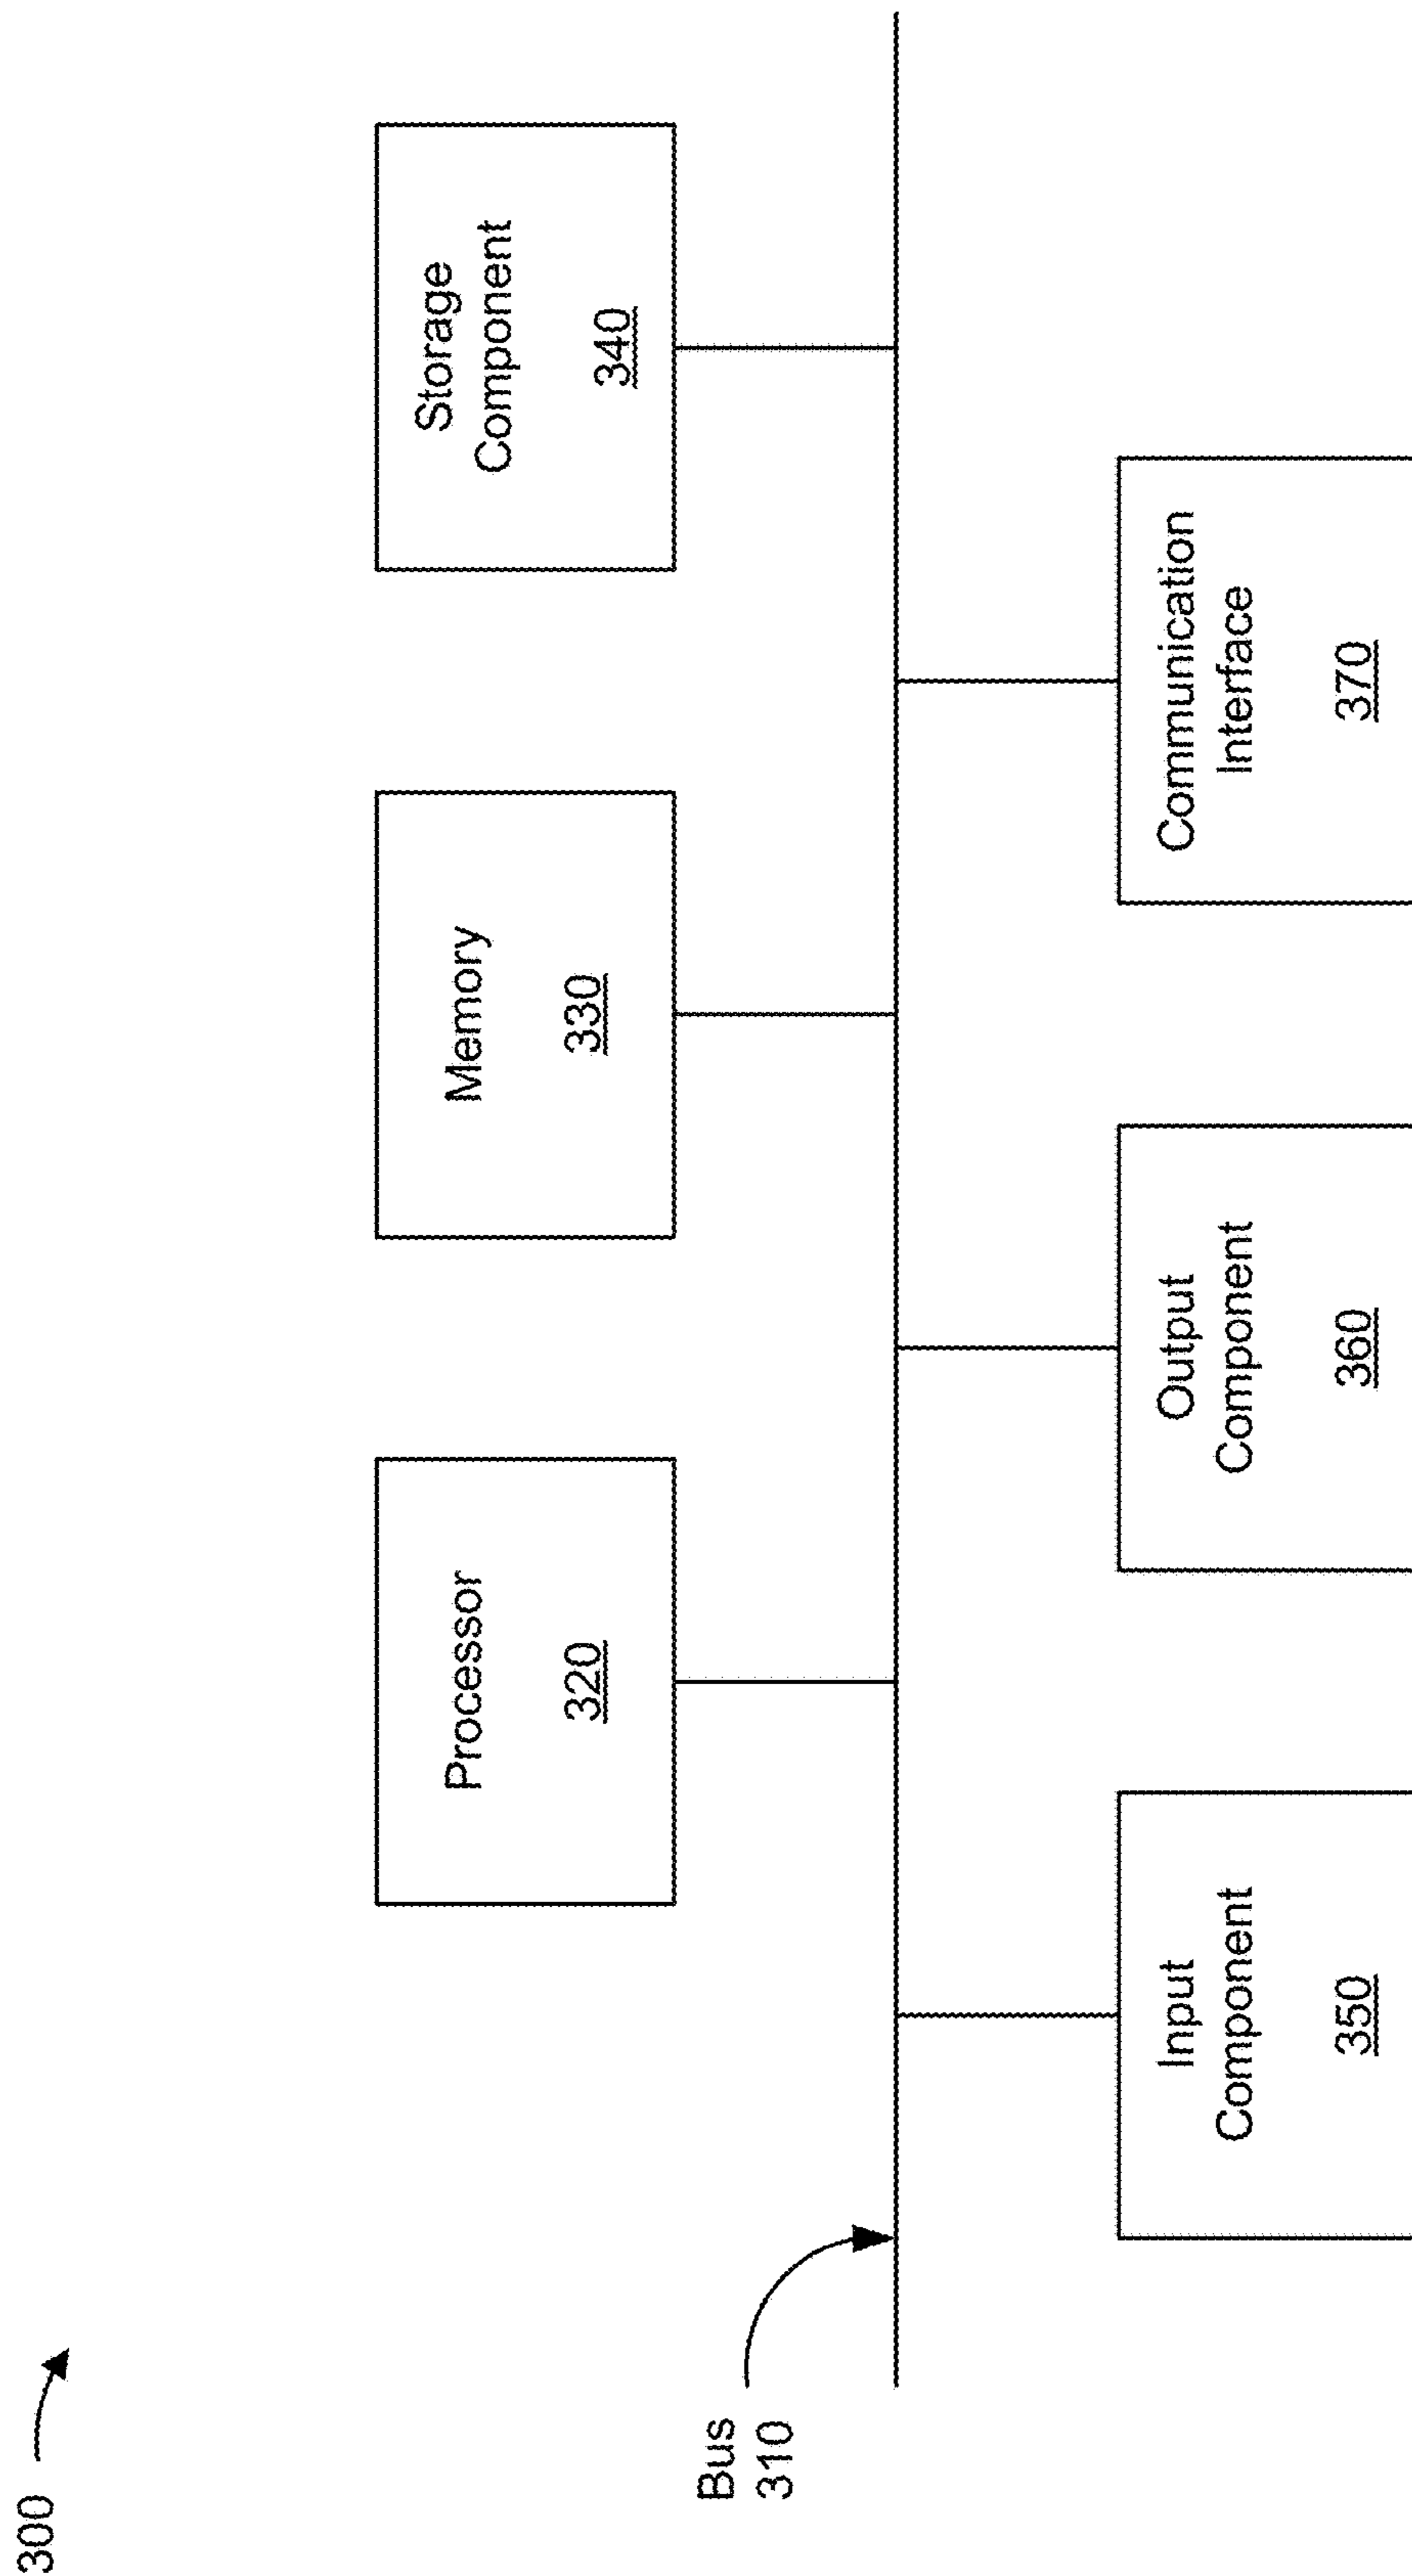 300
Processor
320
Memory
330
Storage
Component
340
Bus
310
Input
Component
350
Output
Component
360
Communication
Interface
370